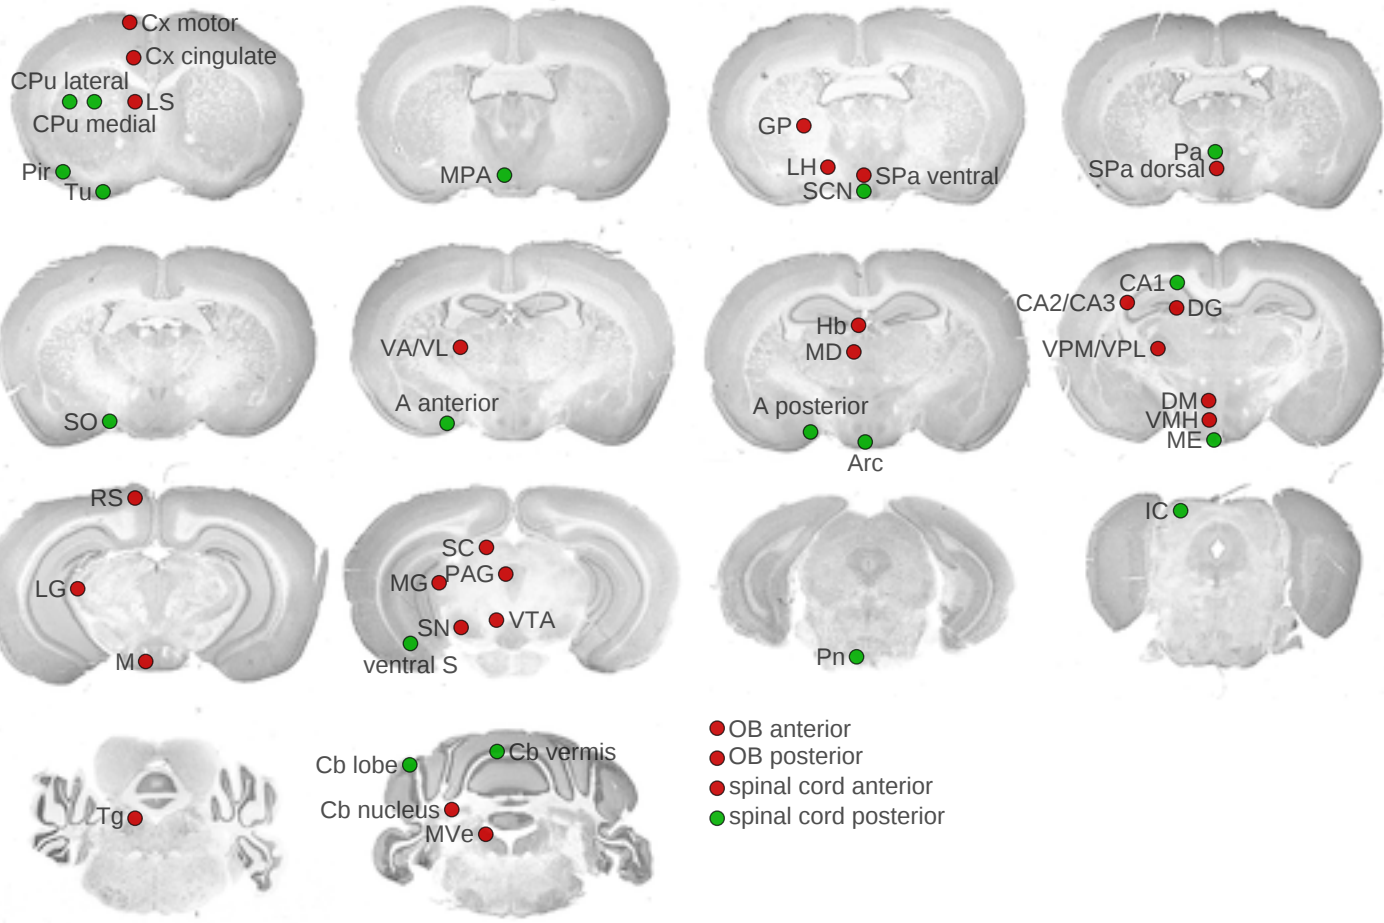 Cx motor
Cx cingulate
CPu lateral
LS
CPu medial
Pir
Tu
MPA
GP
LH
SPa ventral
SCN
Pa
SPa dorsal
SO
VA/VL
A anterior
Hb
MD
A posterior
Arc
CA1
CA2/CA3
DG
VPM/VPL
DM
VMH
ME
RS
LG
M
SC
MG
PAG
SN
VTA
ventral S
Pn
IC
Tg
Cb lobe
Cb vermis
Cb nucleus
MVe
OB anterior
OB posterior
spinal cord anterior
spinal cord posterior